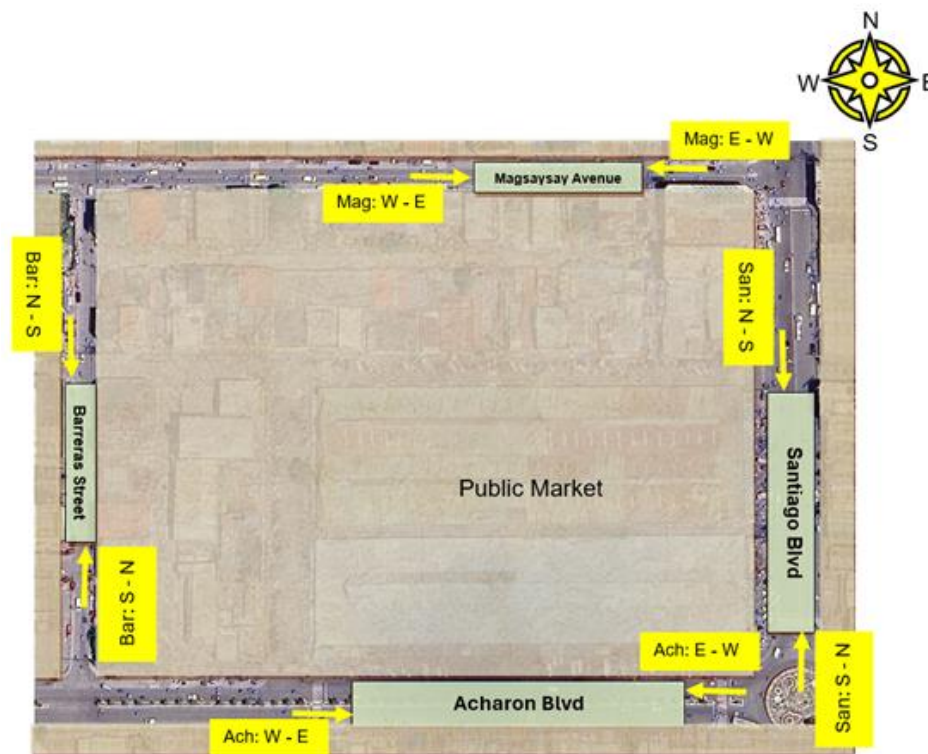 N
W
E
S
Mag: E - W
Magsaysay Avenue
Mag: W - E
Bar: N - S
San: N - S
Barreras Street
Public Market
Santiago Blvd
Bar: S - N
Ach: E - W
San: S - N
Acharon Blvd
Ach: W - E